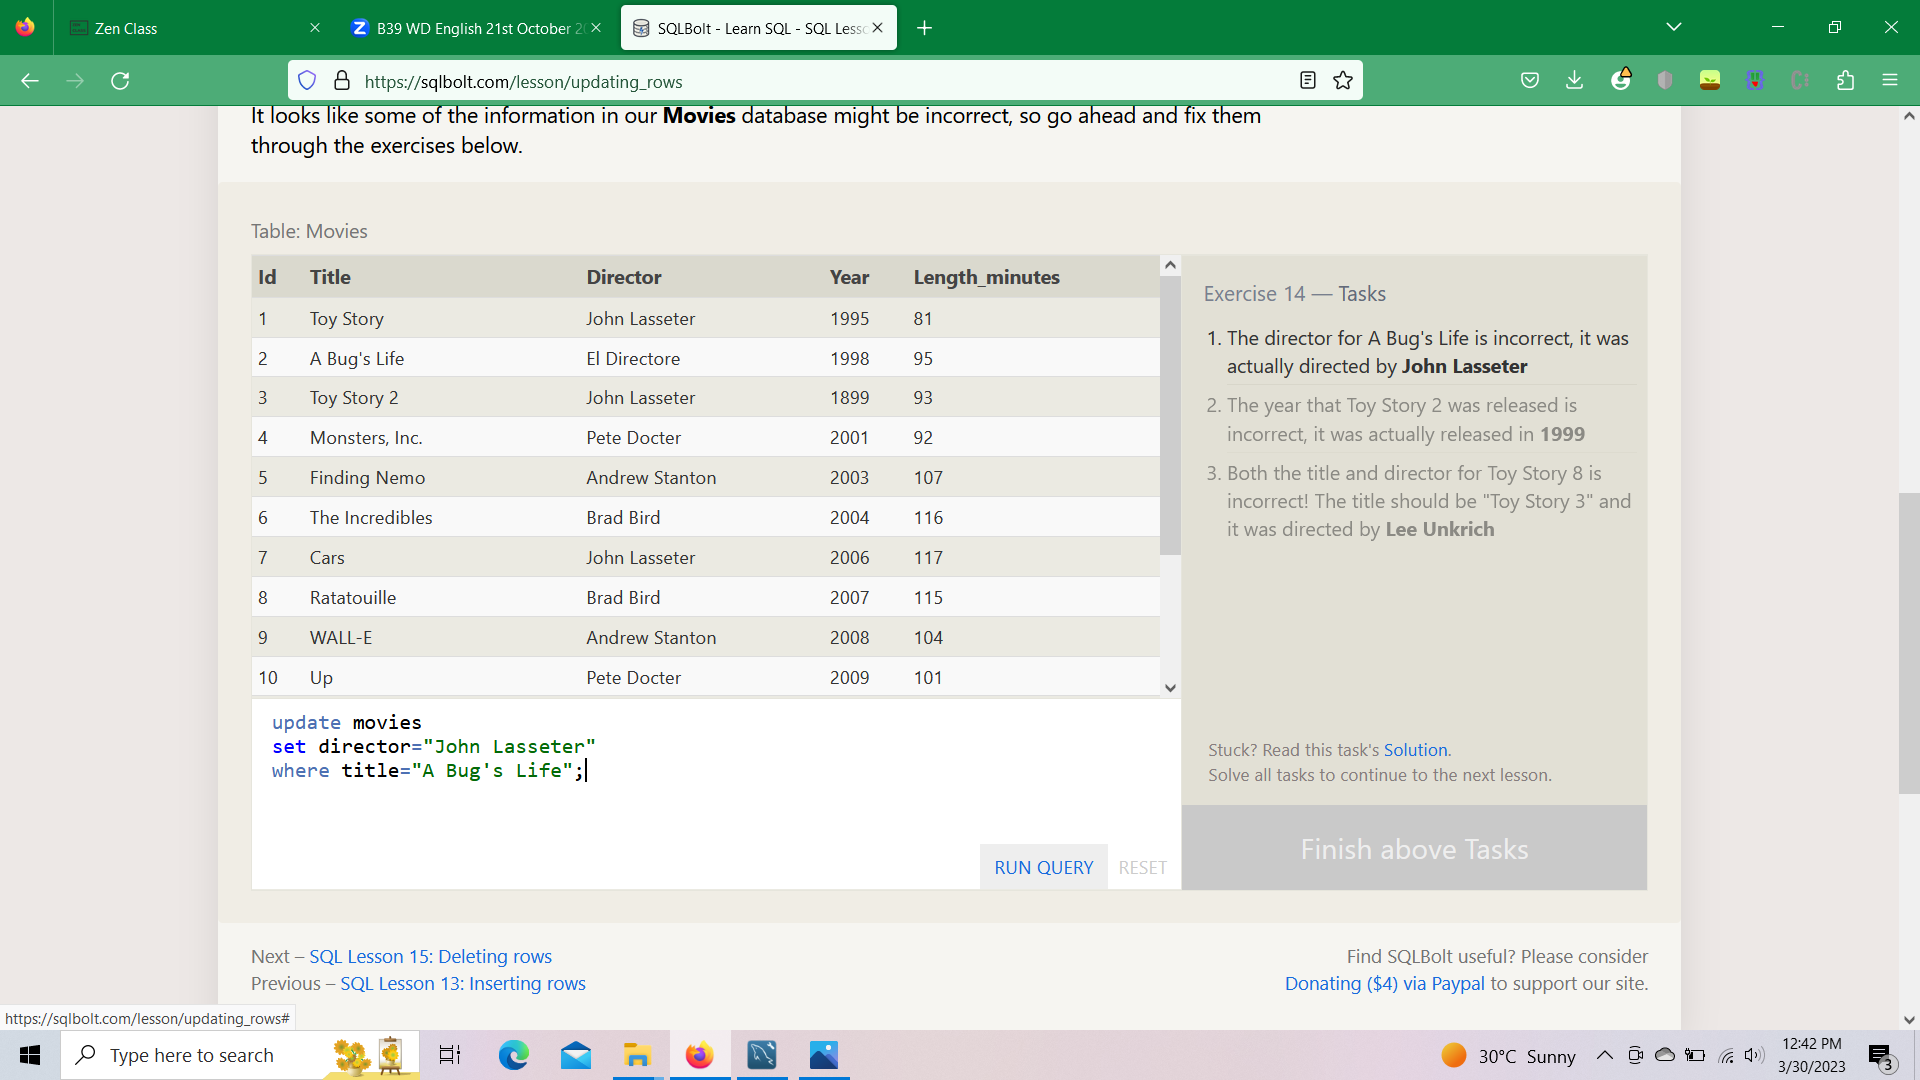 Zen Class
B39 WD English 21st October 2
SQLBolt - Learn SQL - SQL Less
https://sqlbolt.com/lesson/updating_rows
It looks like some of the information in our Movies database might be incorrect, so go ahead and fix them
through the exercises below.
Table: Movies
Id Title Director Year Length_minutes
1 Toy Story John Lasseter 1995 81
2 A Bug's Life El Directore 1998 95
3 Toy Story 2 John Lasseter 1899 93
4 Monsters, Inc. Pete Docter 2001 92
5 Finding Nemo Andrew Stanton 2003 107
6 The Incredibles Brad Bird 2004 116
7 Cars John Lasseter 2006 117
8 Ratatouille Brad Bird 2007 115
9 WALL-E Andrew Stanton 2008 104
10 Up Pete Docter 2009 101
update movies
set director="John Lasseter"
where title="A Bug's Life";
RUN QUERY RESET
Exercise 14 — Tasks
1. The director for A Bug's Life is incorrect, it was
actually directed by John Lasseter
2. The year that Toy Story 2 was released is
incorrect, it was actually released in 1999
3. Both the title and director for Toy Story 8 is
incorrect! The title should be "Toy Story 3" and
it was directed by Lee Unkrich
Stuck? Read this task's Solution.
Solve all tasks to continue to the next lesson.
Finish above Tasks
Next – SQL Lesson 15: Deleting rows
Previous – SQL Lesson 13: Inserting rows
Find SQLBolt useful? Please consider
Donating ($4) via Paypal to support our site.
https://sqlbolt.com/lesson/updating_rows#
Type here to search
30°C Sunny
12:42 PM
3/30/2023
3